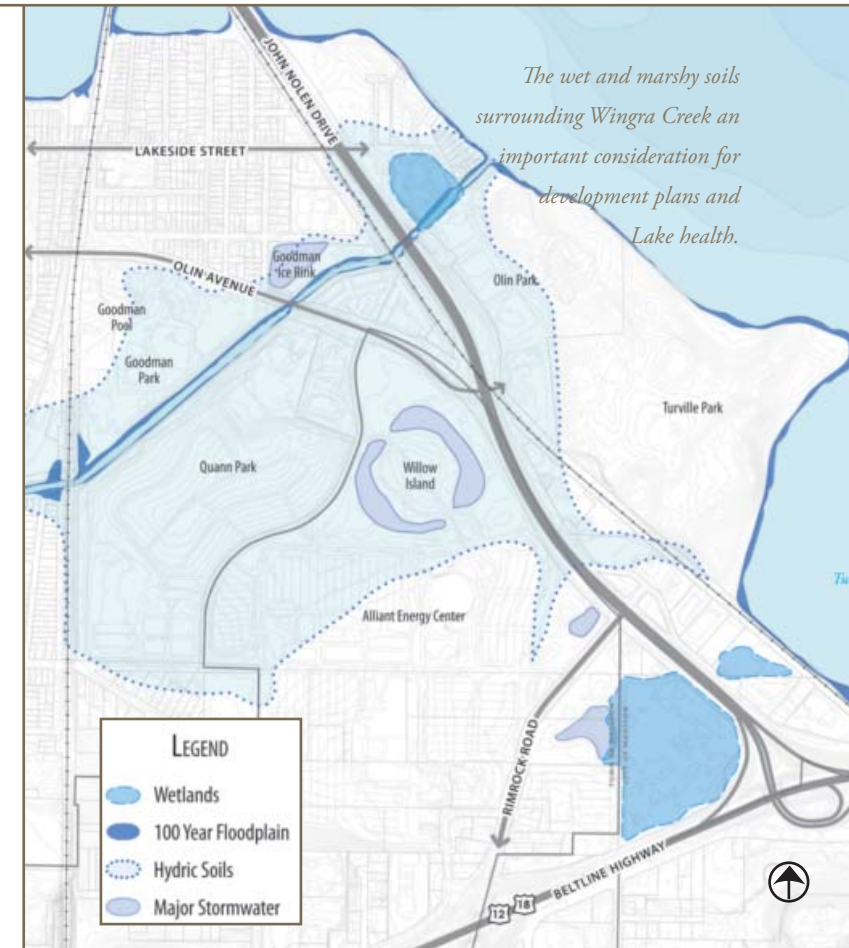 The wet and marshy soils
surrounding Wingra Creek an
important consideration for
development plans and
Lake health.
JOHN NOLEN DRIVE
LAKESIDE STREET
OLIN AVENUE
Goodman
Ice Rink
Olin Park
Goodman
Pool
Goodman
Park
Turville Park
Quann Park
Willow
Island
Alliant Energy Center
RIMROCK ROAD
BELTLINE HIGHWAY
12
18
LEGEND
Wetlands
100 Year Floodplain
Hydric Soils
Major Stormwater